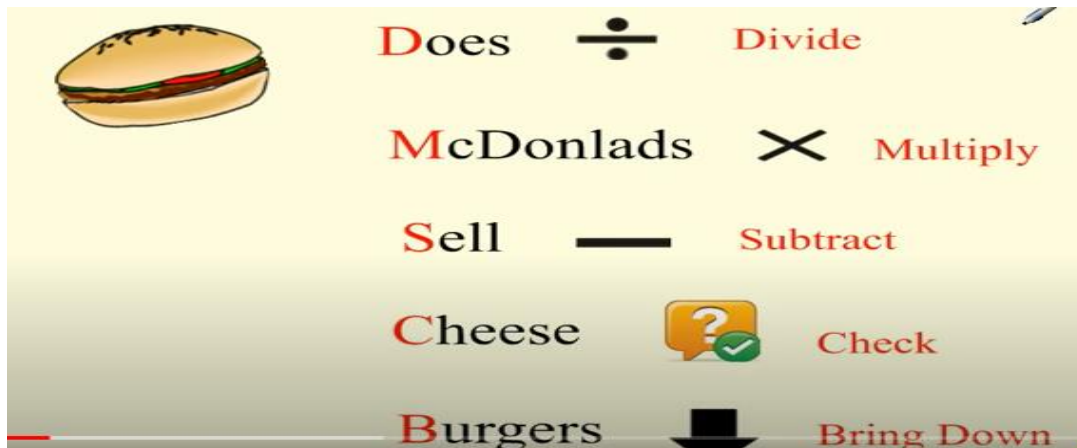 Does ÷ Divide
McDonlads × Multiply
Sell — Subtract
Cheese ? Check
Burgers Bring Down